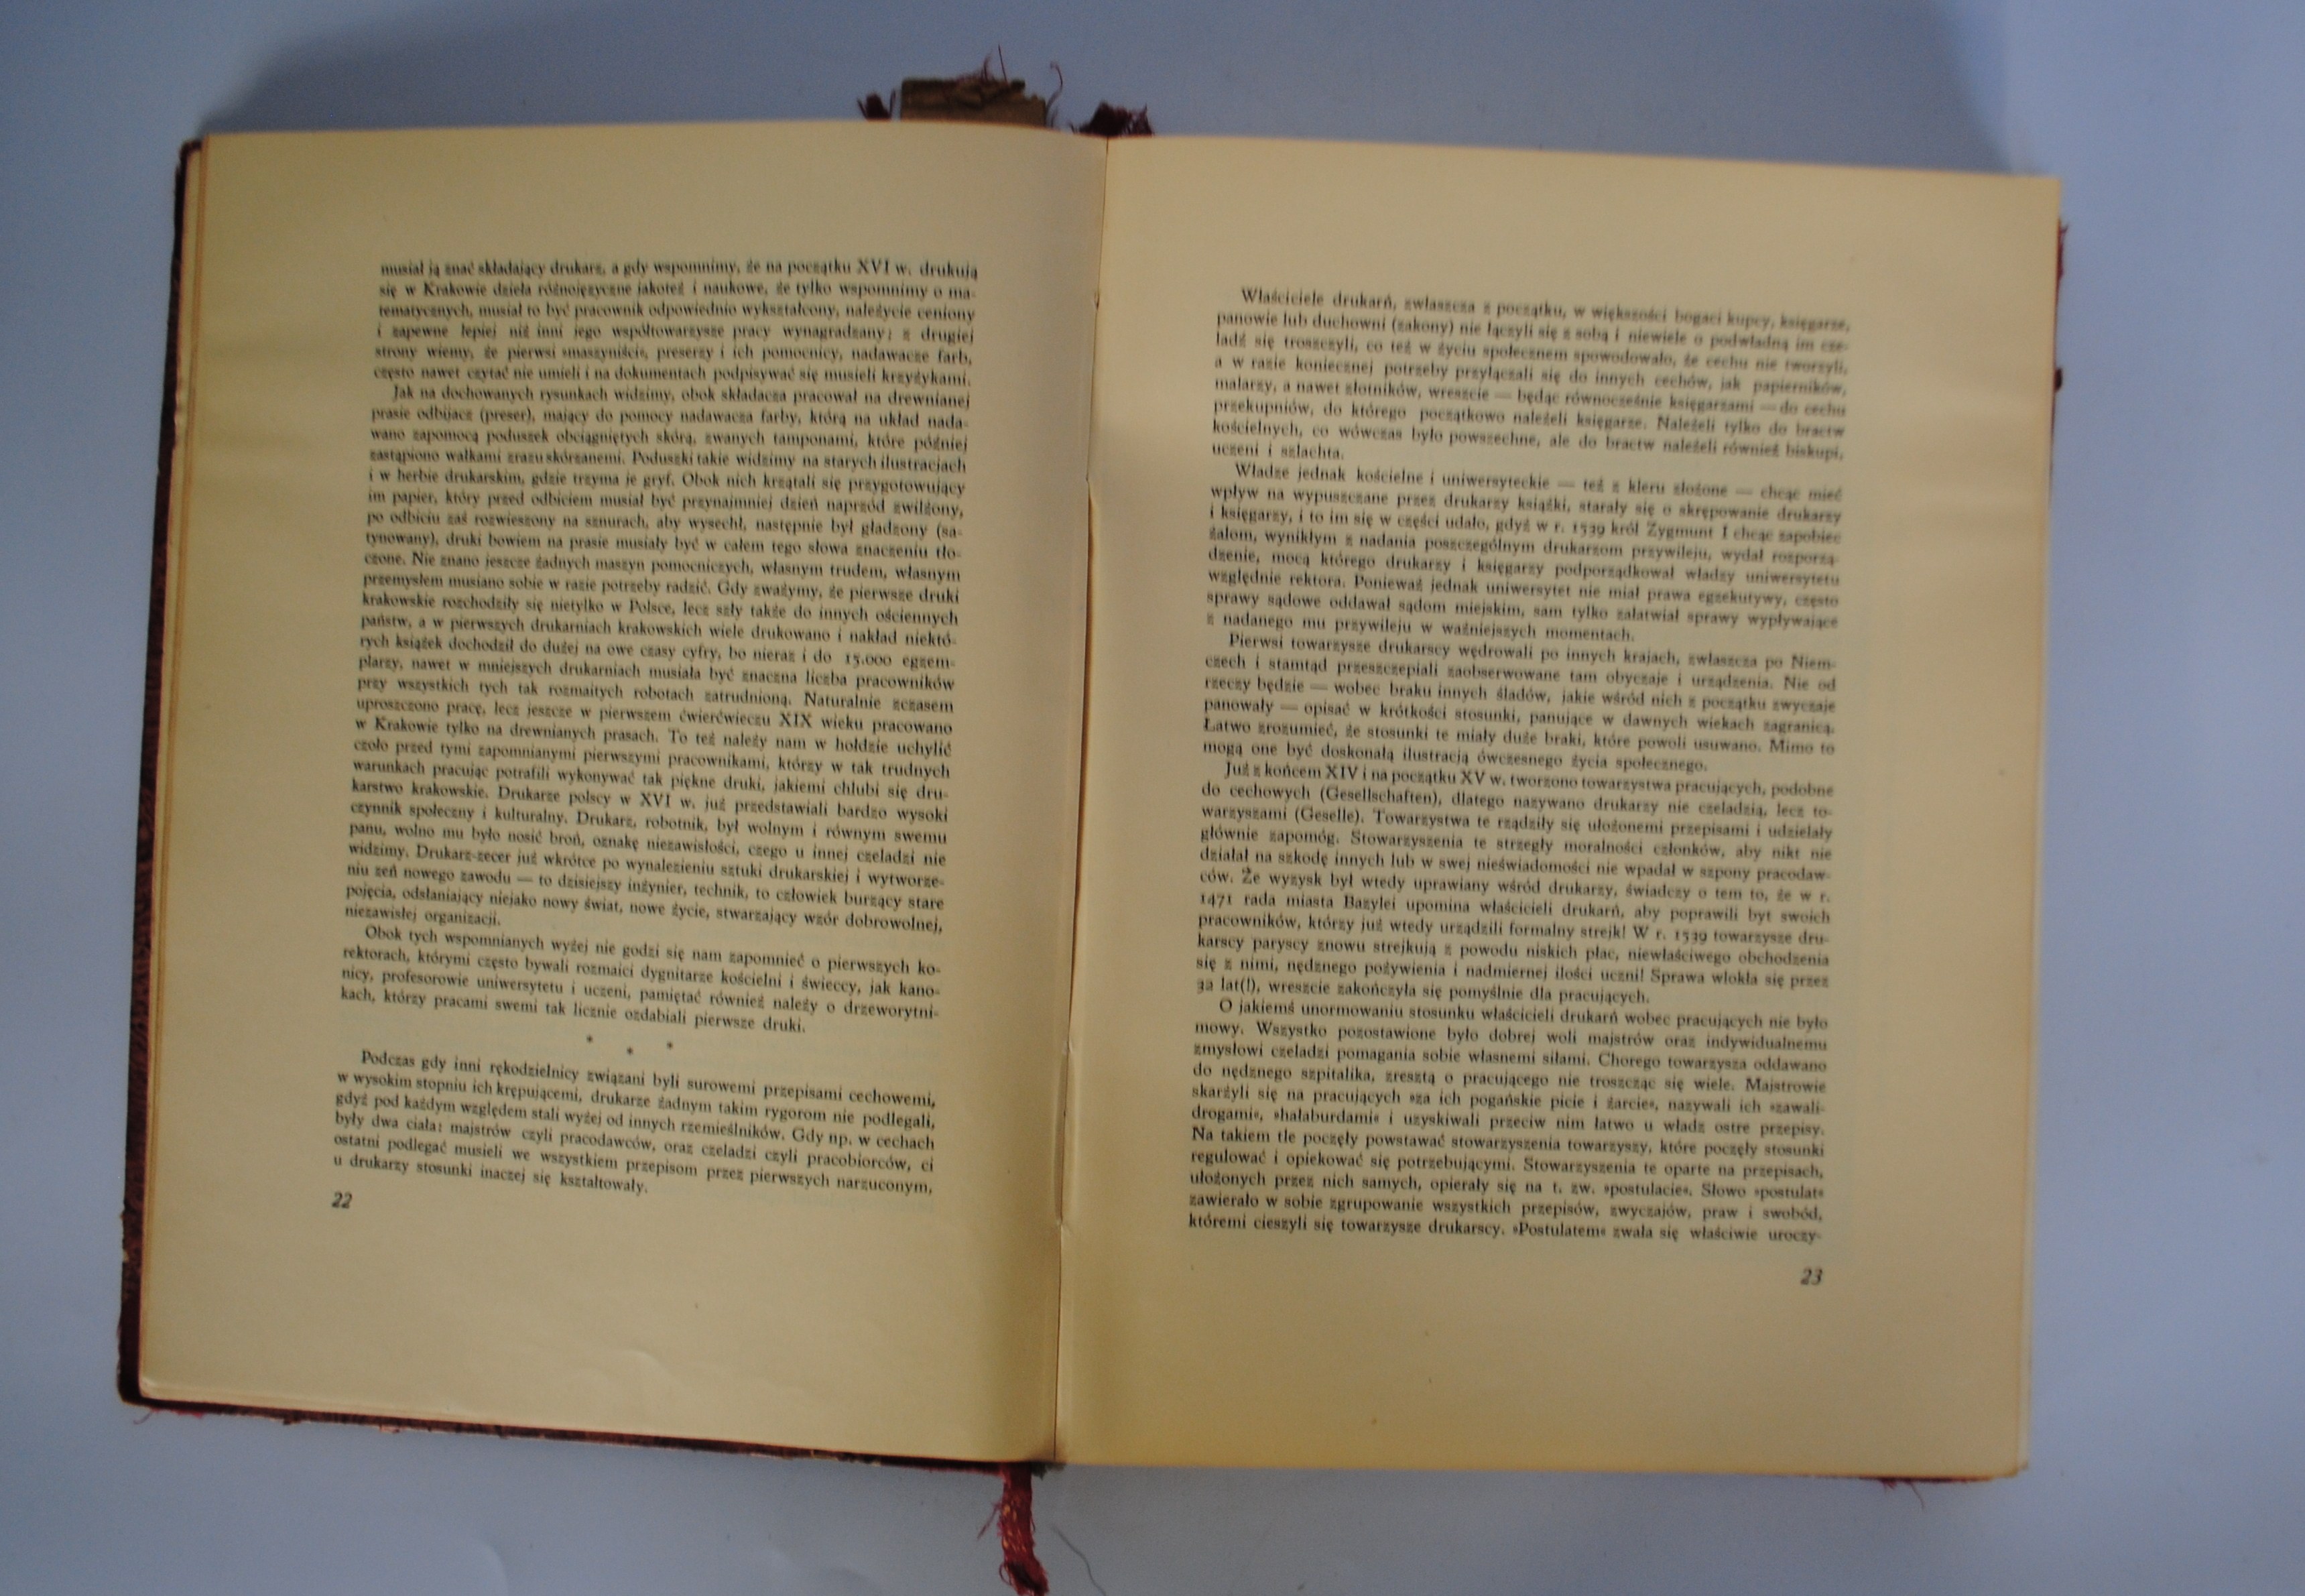 musiał ją znać składający drukarz, a gdy wspomnimy, że na początku XVI w. drukują
się w Krakowie dzieła różnojęzyczne jakoteż i naukowe, że tylko wspomnimy o ma-
tematycznych, musiał to być pracownik odpowiednio wykształcony, należycie ceniony
i zapewne lepiej niż inni jego współtowarzysze pracy wynagradzany; z drugiej
strony wiemy, że pierwsi »maszyniści«, preserzy i ich pomocnicy, nadawacze farb,
często nawet czytać nie umieli i na dokumentach podpisywać się musieli krzyżykami.
Jak na dochowanych rysunkach widzimy, obok składacza pracował na drewnianej
prasie odbijacz (preser), mający do pomocy nadawacza farby, którą na układ nada-
wano zapomocą poduszek obciągniętych skórą, zwanych tamponami, które później
zastąpiono wałkami zrazu skórzanemi. Poduszki takie widzimy na starych ilustracjach
i w herbie drukarskim, gdzie trzyma je gryf. Obok nich krzątali się przygotowujący
im papier, który przed odbiciem musiał być przynajmniej dzień naprzód zwilżony,
po odbiciu zaś rozwieszony na sznurach, aby wysechł, następnie był gładzony (sa-
tynowany), druki bowiem na prasie musiały być w całem tego słowa znaczeniu tło-
czone. Nie znano jeszcze żadnych maszyn pomocniczych, własnym trudem, własnym
przemysłem musiano sobie w razie potrzeby radzić. Gdy zważymy, że pierwsze druki
krakowskie rozchodziły się nietylko w Polsce, lecz szły także do innych ościennych
państw, a w pierwszych drukarniach krakowskich wiele drukowano i nakład niektó-
rych książek dochodził do dużej na owe czasy cyfry, bo nieraz i do 15.000 egzem-
plarzy, nawet w mniejszych drukarniach musiała być znaczna liczba pracowników
przy wszystkich tych tak rozmaitych robotach zatrudnioną. Naturalnie zczasem
uproszczono pracę, lecz jeszcze w pierwszem ćwierćwieczu XIX wieku pracowano
w Krakowie tylko na drewnianych prasach. To też należy nam w hołdzie uchylić
czoło przed tymi zapomnianymi pierwszymi pracownikami, którzy w tak trudnych
warunkach pracując potrafili wykonywać tak piękne druki, jakiemi chlubi się dru-
karstwo krakowskie. Drukarze polscy w XVI w. już przedstawiali bardzo wysoki
czynnik społeczny i kulturalny. Drukarz, robotnik, był wolnym i równym swemu
panu, wolno mu było nosić broń, oznakę niezawisłości, czego u innej czeladzi nie
widzimy. Drukarz-zecer już wkrótce po wynalezieniu sztuki drukarskiej i wytworze-
niu zeń nowego zawodu — to dzisiejszy inżynier, technik, to człowiek burzący stare
pojęcia, odsłaniający niejako nowy świat, nowe życie, stwarzający wzór dobrowolnej,
niezawisłej organizacji.
Obok tych wspomnianych wyżej nie godzi się nam zapomnieć o pierwszych ko-
rektorach, którymi często bywali rozmaici dygnitarze kościelni i świeccy, jak kano-
nicy, profesorowie uniwersytetu i uczeni, pamiętać również należy o drzeworytni-
kach, którzy pracami swemi tak licznie ozdabiali pierwsze druki.
* * *
Podczas gdy inni rękodzielnicy związani byli surowemi przepisami cechowemi,
w wysokim stopniu ich krępującemi, drukarze żadnym takim rygorom nie podlegali,
gdyż pod każdym względem stali wyżej od innych rzemieślników. Gdy np. w cechach
były dwa ciała: majstrów czyli pracodawców, oraz czeladzi czyli pracobiorców, ci
ostatni podlegać musieli we wszystkiem przepisom przez pierwszych narzuconym,
u drukarzy stosunki inaczej się kształtowały.
22
Właściciele drukarń, zwłaszcza z początku, w większości bogaci kupcy, księgarze,
panowie lub duchowni (zakony) nie łączyli się z sobą i niewiele o podwładną im cze-
ladź się troszczyli, co też w życiu społecznem spowodowało, że cechu nie tworzyli,
a w razie koniecznej potrzeby przyłączali się do innych cechów, jak papierników,
malarzy, a nawet złotników, wreszcie — będąc równocześnie księgarzami — do cechu
przekupniów, do którego początkowo należeli księgarze. Należeli tylko do bractw
kościelnych, co wówczas było powszechne, ale do bractw należeli również biskupi,
uczeni i szlachta.
Władze jednak kościelne i uniwersyteckie — też z kleru złożone — chcąc mieć
wpływ na wypuszczane przez drukarzy książki, starały się o skrępowanie drukarzy
i księgarzy, i to im się w części udało, gdyż w r. 1539 król Zygmunt I chcąc zapobiec
żalom, wynikłym z nadania poszczególnym drukarzom przywileju, wydał rozporzą-
dzenie, mocą którego drukarzy i księgarzy podporządkował władzy uniwersytetu
względnie rektora. Ponieważ jednak uniwersytet nie miał prawa egzekutywy, często
sprawy sądowe oddawał sądom miejskim, sam tylko załatwiał sprawy wypływające
z nadanego mu przywileju w ważniejszych momentach.
Pierwsi towarzysze drukarscy wędrowali po innych krajach, zwłaszcza po Niem-
czech i stamtąd przeszczepiali zaobserwowane tam obyczaje i urządzenia. Nie od
rzeczy będzie — wobec braku innych śladów, jakie wśród nich z początku zwyczaje
panowały — opisać w krótkości stosunki, panujące w dawnych wiekach zagranicą.
Łatwo zrozumieć, że stosunki te miały duże braki, które powoli usuwano. Mimo to
mogą one być doskonałą ilustracją ówczesnego życia społecznego.
Już z końcem XIV i na początku XV w. tworzono towarzystwa pracujących, podobne
do cechowych (Gesellschaften), dlatego nazywano drukarzy nie czeladzią, lecz to-
warzyszami (Geselle). Towarzystwa te rządziły się ułożonemi przepisami i udzielały
głównie zapomóg. Stowarzyszenia te strzegły moralności członków, aby nikt nie
działał na szkodę innych lub w swej nieświadomości nie wpadał w szpony pracodaw-
ców. Że wyzysk był wtedy uprawiany wśród drukarzy, świadczy o tem to, że w r.
1471 rada miasta Bazylei upomina właścicieli drukarń, aby poprawili byt swoich
pracowników, którzy już wtedy urządzili formalny strejk! W r. 1539 towarzysze dru-
karscy paryscy znowu strejkują z powodu niskich płac, niewłaściwego obchodzenia
się z nimi, nędznego pożywienia i nadmiernej ilości uczni! Sprawa wlokła się przez
32 lat(!), wreszcie zakończyła się pomyślnie dla pracujących.
O jakiemś unormowaniu stosunku właścicieli drukarń wobec pracujących nie było
mowy. Wszystko pozostawione było dobrej woli majstrów oraz indywidualnemu
zmysłowi czeladzi pomagania sobie własnemi siłami. Chorego towarzysza oddawano
do nędznego szpitalika, zresztą o pracującego nie troszcząc się wiele. Majstrowie
skarżyli się na pracujących »za ich pogańskie picie i żarcie«, nazywali ich »zawali-
drogami«, »hałaburdami« i uzyskiwali przeciw nim łatwo u władz ostre przepisy.
Na takiem tle poczęły powstawać stowarzyszenia towarzyszy, które poczęły stosunki
regulować i opiekować się potrzebującymi. Stowarzyszenia te oparte na przepisach,
ułożonych przez nich samych, opierały się na t. zw. »postulacie«. Słowo »postulat«
zawierało w sobie zgrupowanie wszystkich przepisów, zwyczajów, praw i swobód,
któremi cieszyli się towarzysze drukarscy. »Postulatem« zwała się właściwie uroczy-
23